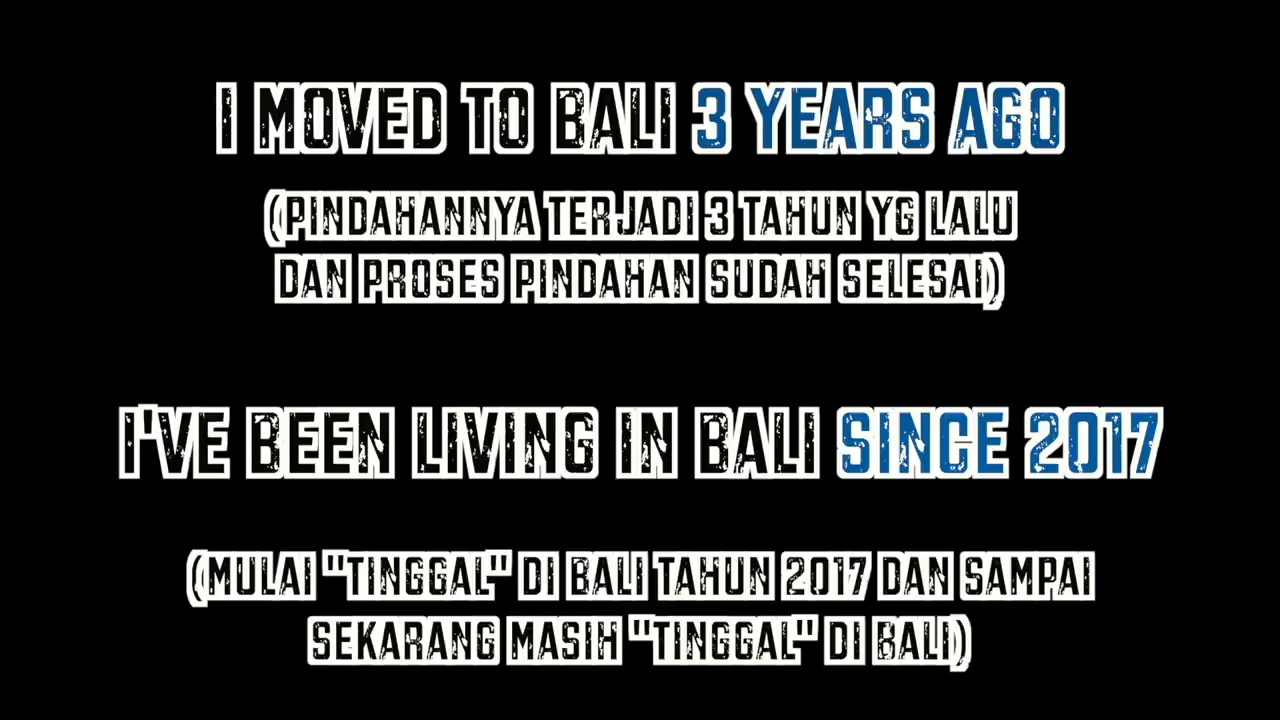 I MOVED TO BALI 3 YEARS AGO
(PINDAHANNYA TERJADI 3 TAHUN YG LALU
DAN PROSES PINDAHAN SUDAH SELESAI)
I'VE BEEN LIVING IN BALI SINCE 2017
(MULAI "TINGGAL" DI BALI TAHUN 2017 DAN SAMPAI
SEKARANG MASIH "TINGGAL" DI BALI)